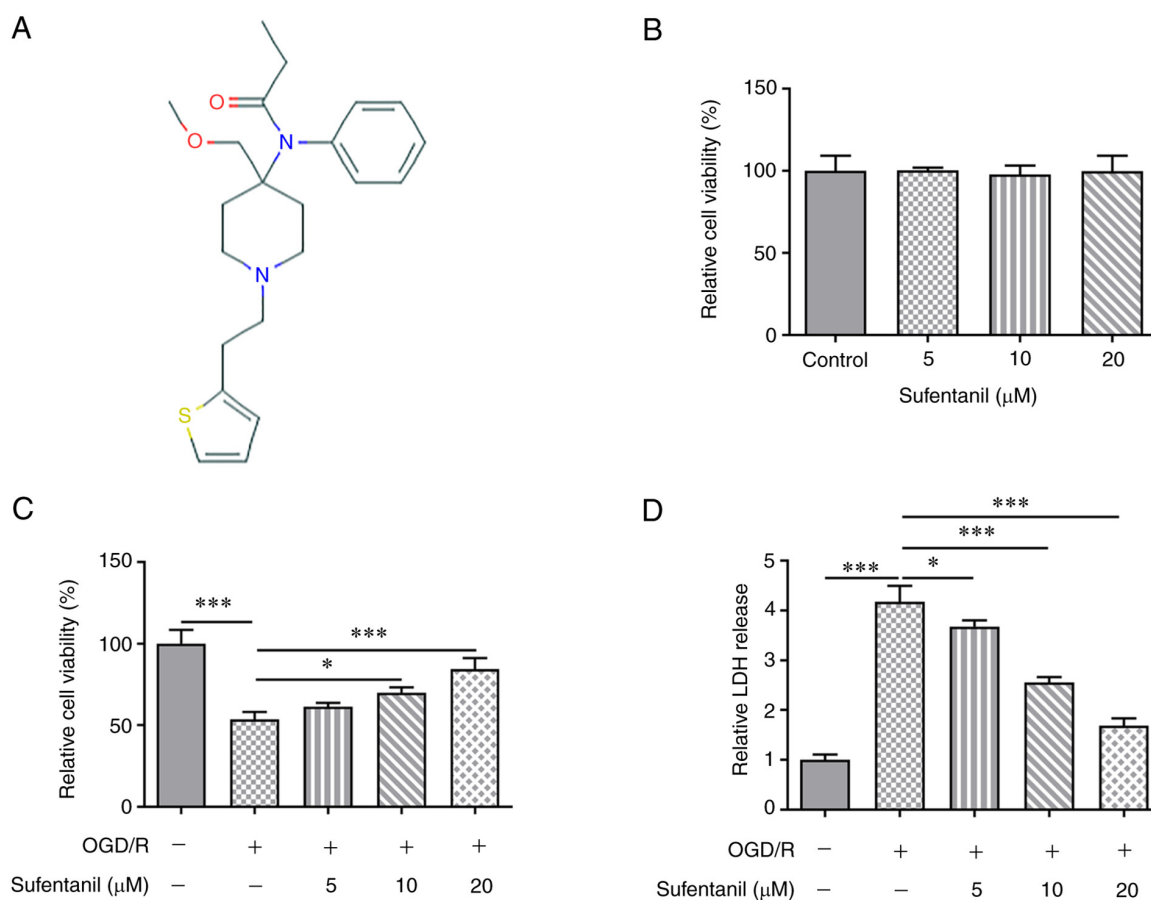 A
O
O
N
N
S
B
Relative cell viability (%)
150
100
50
0
Control 5 10 20
Sufentanil (μM)
C
Relative cell viability (%)
150
100
50
0
***
***
*
OGD/R − + + + +
Sufentanil (μM) − − 5 10 20
D
Relative LDH release
5
4
3
2
1
0
***
***
***
*
OGD/R − + + + +
Sufentanil (μM) − − 5 10 20